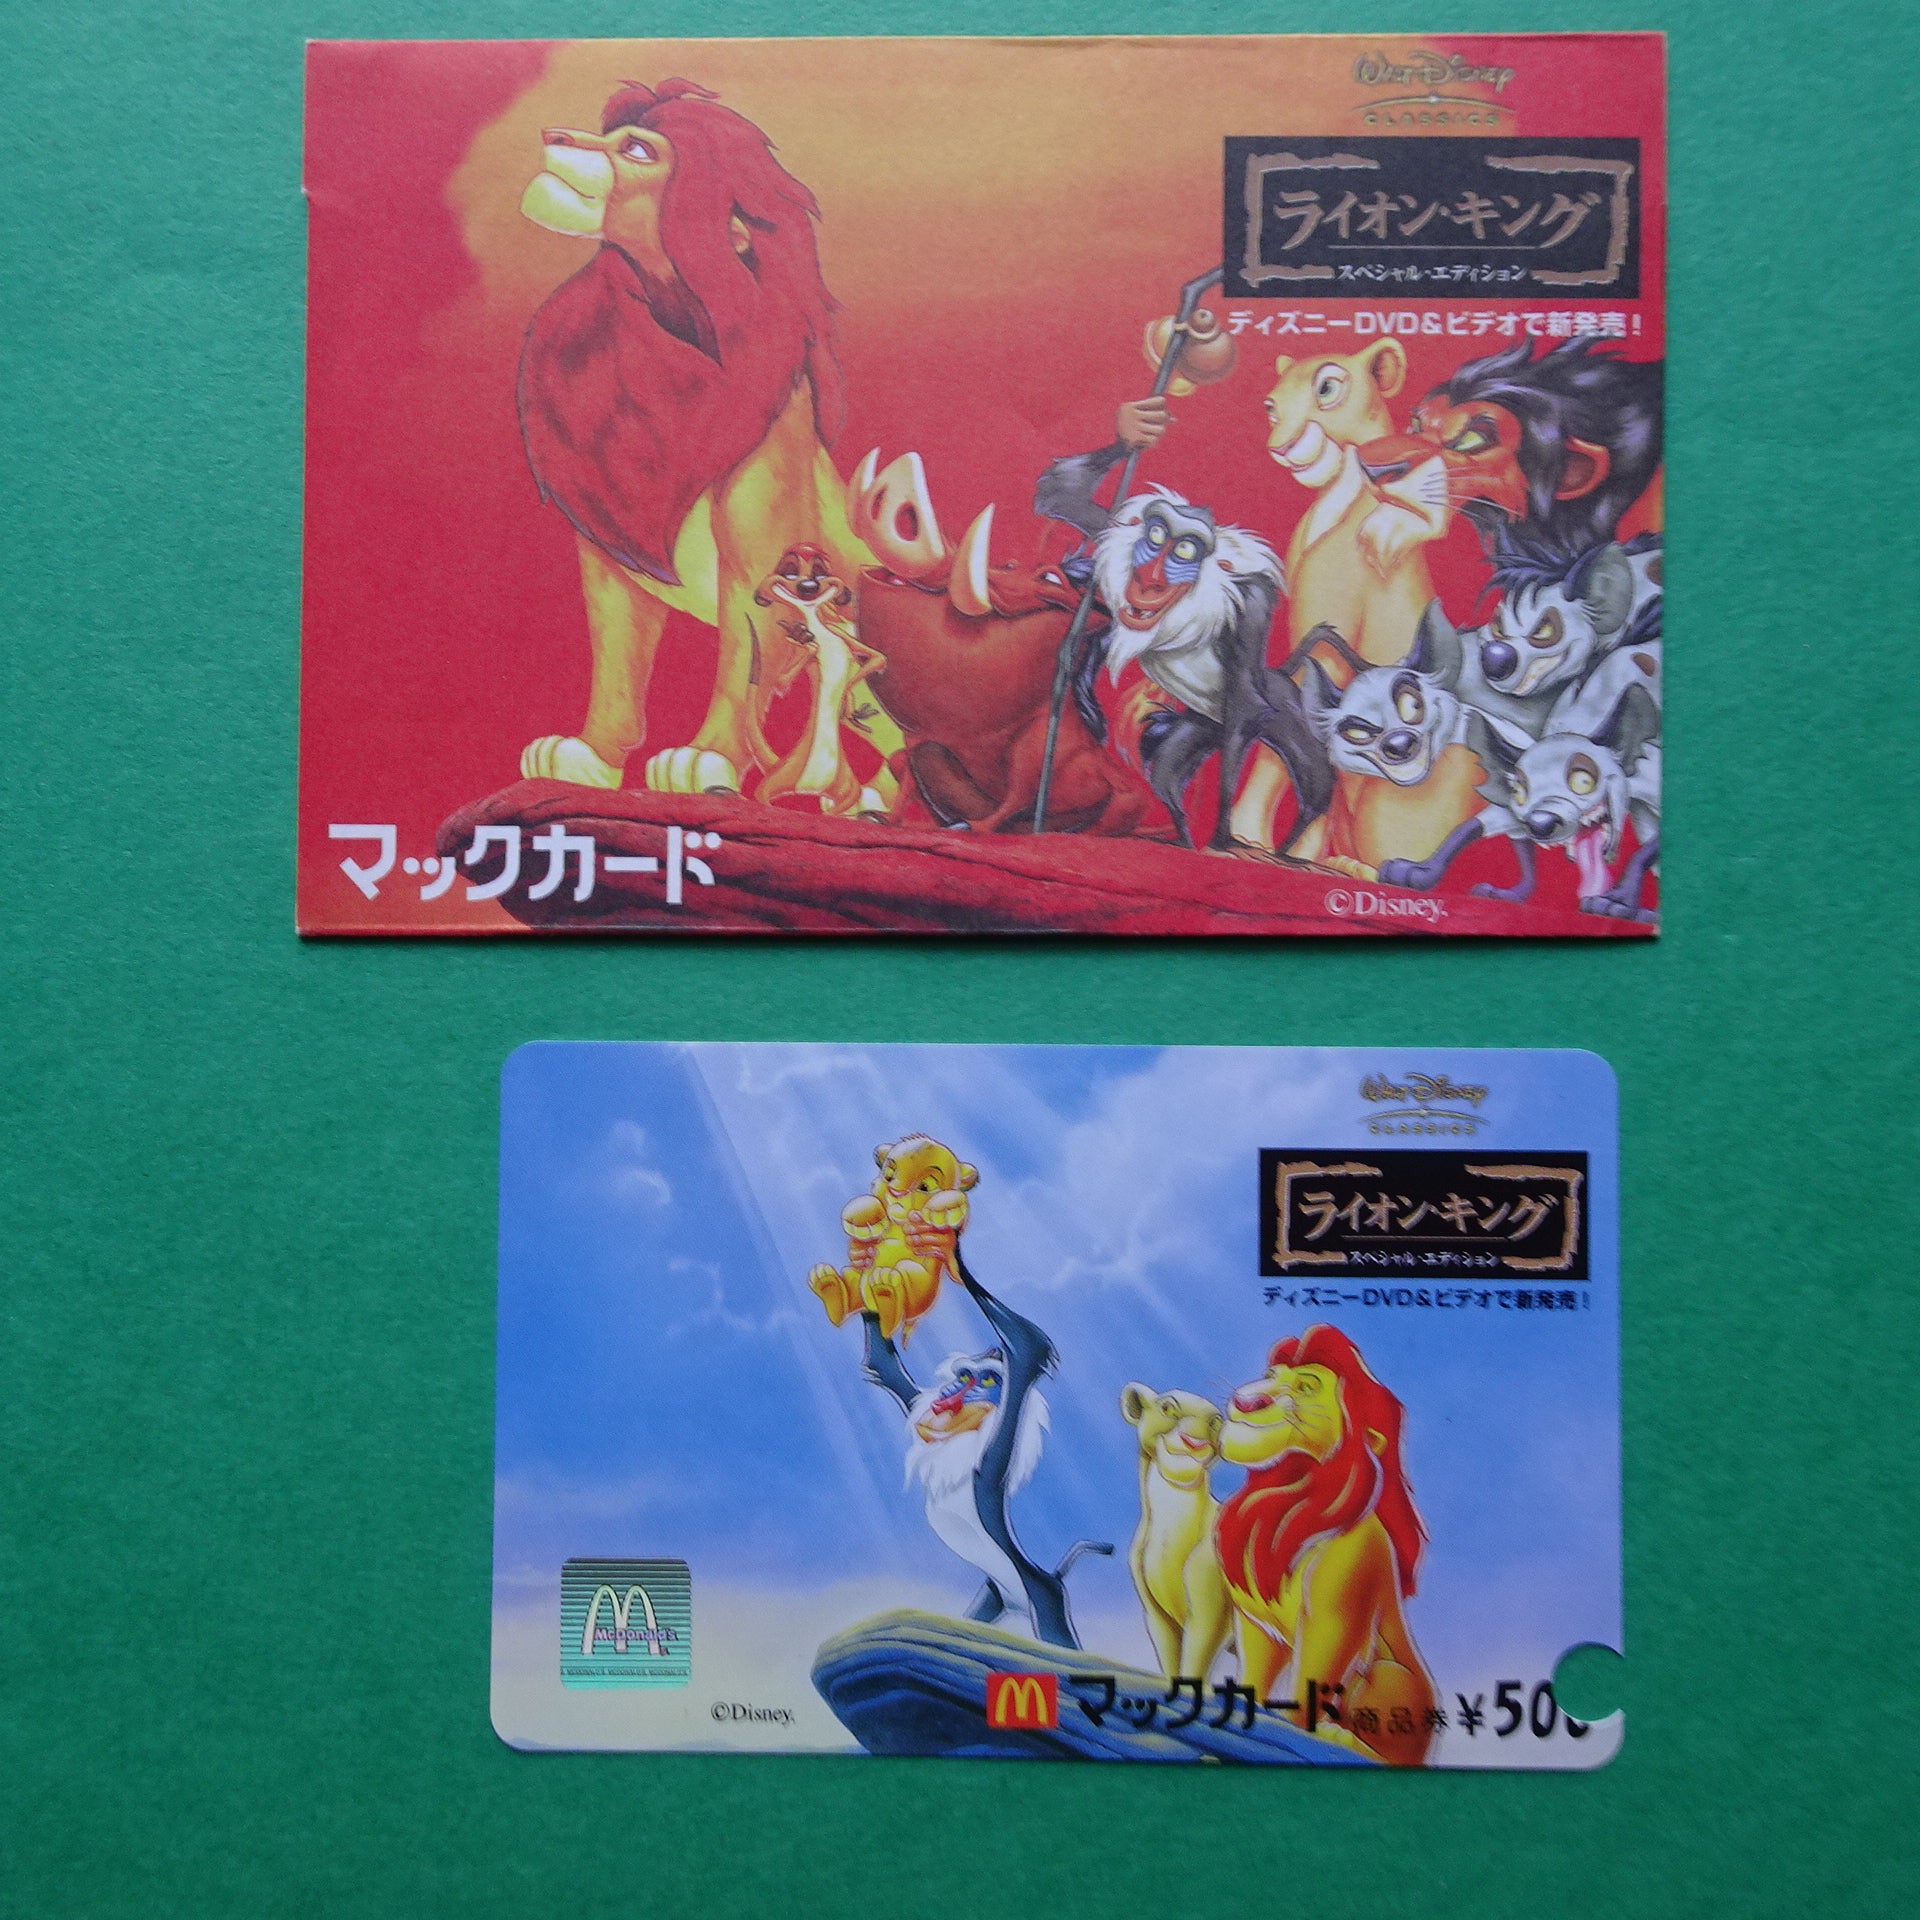 WALT DISNEY
CLASSICS
ライオン・キング
スペシャル・エディション
ディズニーDVD&ビデオで新発売!
マックカード
©Disney.
WALT DISNEY
CLASSICS
ライオン・キング
スペシャル・エディション
ディズニーDVD&ビデオで新発売!
McDonald's
©Disney.
マックカード 商品券 ¥50